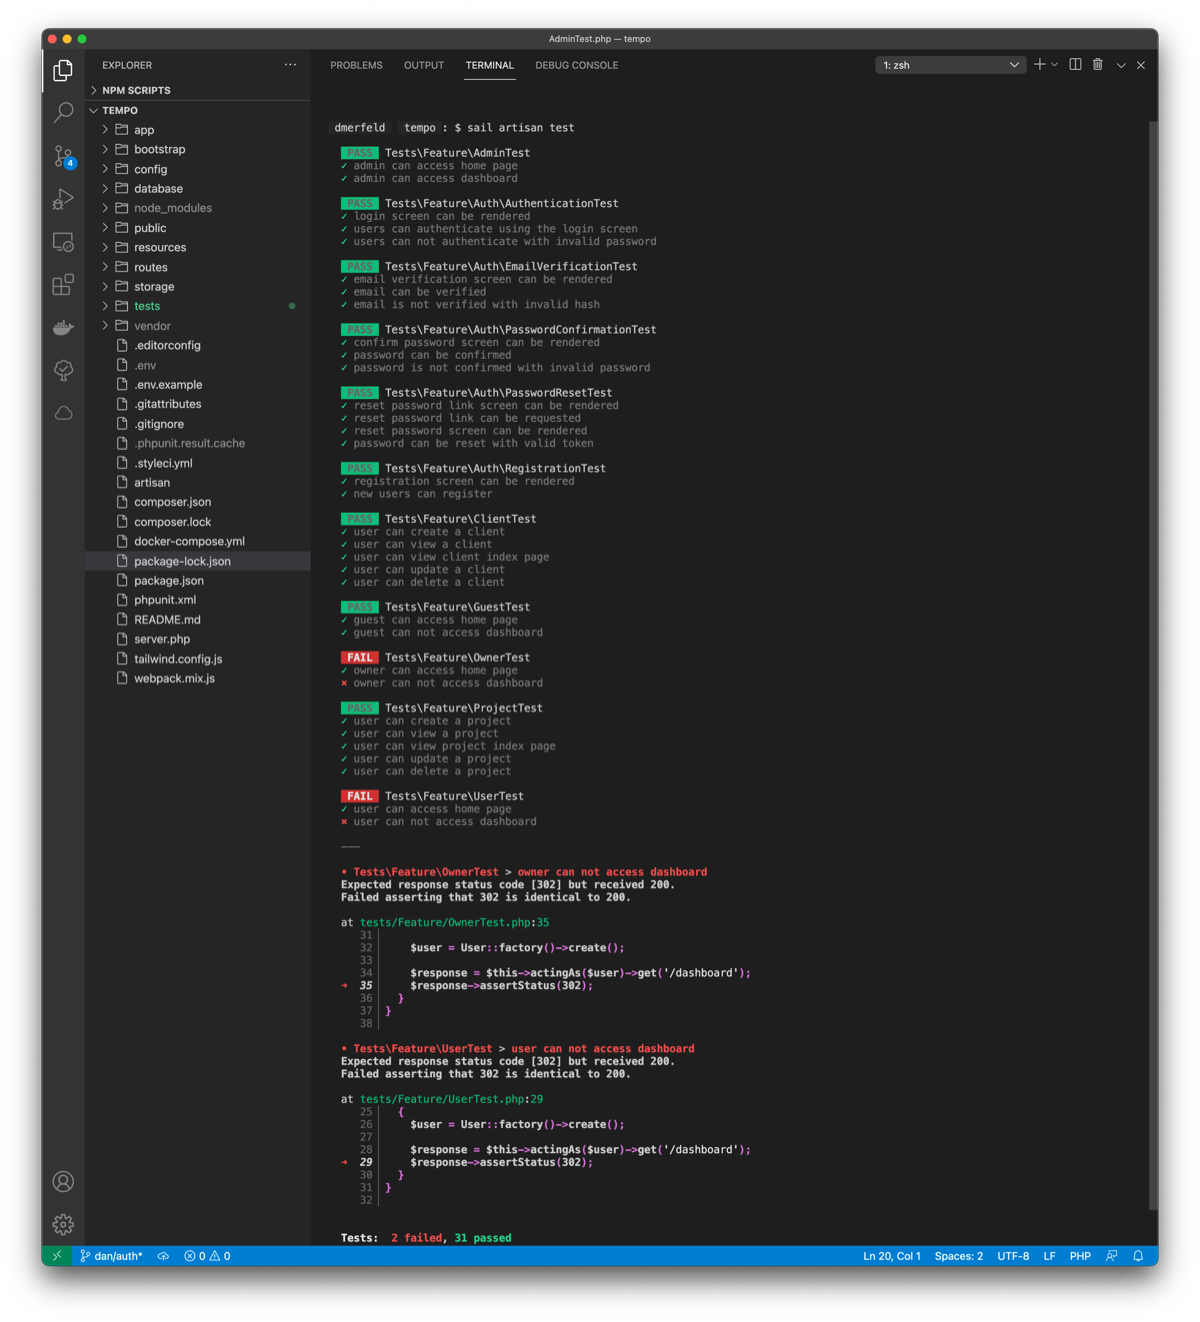 AdminTest.php — tempo
EXPLORER
PROBLEMS OUTPUT TERMINAL DEBUG CONSOLE
1: zsh
NPM SCRIPTS
TEMPO
app
bootstrap
config
database
node_modules
public
resources
routes
storage
tests
vendor
.editorconfig
.env
.env.example
.gitattributes
.gitignore
.phpunit.result.cache
.styleci.yml
artisan
composer.json
composer.lock
docker-compose.yml
package-lock.json
package.json
phpunit.xml
README.md
server.php
tailwind.config.js
webpack.mix.js
4
dmerfeld tempo : $ sail artisan test
PASS Tests\Feature\AdminTest
✓ admin can access home page
✓ admin can access dashboard
PASS Tests\Feature\Auth\AuthenticationTest
✓ login screen can be rendered
✓ users can authenticate using the login screen
✓ users can not authenticate with invalid password
PASS Tests\Feature\Auth\EmailVerificationTest
✓ email verification screen can be rendered
✓ email can be verified
✓ email is not verified with invalid hash
PASS Tests\Feature\Auth\PasswordConfirmationTest
✓ confirm password screen can be rendered
✓ password can be confirmed
✓ password is not confirmed with invalid password
PASS Tests\Feature\Auth\PasswordResetTest
✓ reset password link screen can be rendered
✓ reset password link can be requested
✓ reset password screen can be rendered
✓ password can be reset with valid token
PASS Tests\Feature\Auth\RegistrationTest
✓ registration screen can be rendered
✓ new users can register
PASS Tests\Feature\ClientTest
✓ user can create a client
✓ user can view a client
✓ user can view client index page
✓ user can update a client
✓ user can delete a client
PASS Tests\Feature\GuestTest
✓ guest can access home page
✓ guest can not access dashboard
FAIL Tests\Feature\OwnerTest
✓ owner can access home page
✕ owner can not access dashboard
PASS Tests\Feature\ProjectTest
✓ user can create a project
✓ user can view a project
✓ user can view project index page
✓ user can update a project
✓ user can delete a project
FAIL Tests\Feature\UserTest
✓ user can access home page
✕ user can not access dashboard
---
• Tests\Feature\OwnerTest > owner can not access dashboard
Expected response status code [302] but received 200.
Failed asserting that 302 is identical to 200.
at tests/Feature/OwnerTest.php:35
31
32 $user = User::factory()->create();
33
34 $response = $this->actingAs($user)->get('/dashboard');
➜ 35 $response->assertStatus(302);
36 }
37 }
38
• Tests\Feature\UserTest > user can not access dashboard
Expected response status code [302] but received 200.
Failed asserting that 302 is identical to 200.
at tests/Feature/UserTest.php:29
25 {
26 $user = User::factory()->create();
27
28 $response = $this->actingAs($user)->get('/dashboard');
➜ 29 $response->assertStatus(302);
30 }
31 }
32
Tests: 2 failed, 31 passed
dan/auth* 0 0 Ln 20, Col 1 Spaces: 2 UTF-8 LF PHP